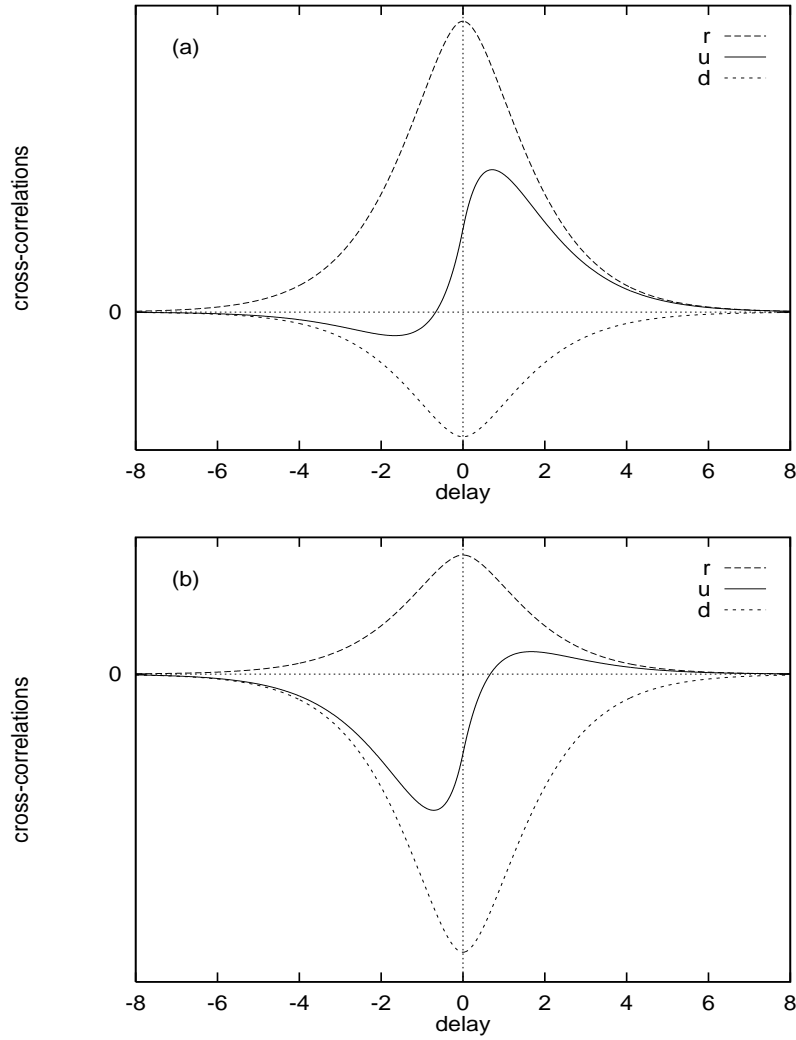 (a)
r
u
d
cross-correlations
0
-8 -6 -4 -2 0 2 4 6 8
delay
(b)
r
u
d
cross-correlations
0
-8 -6 -4 -2 0 2 4 6 8
delay